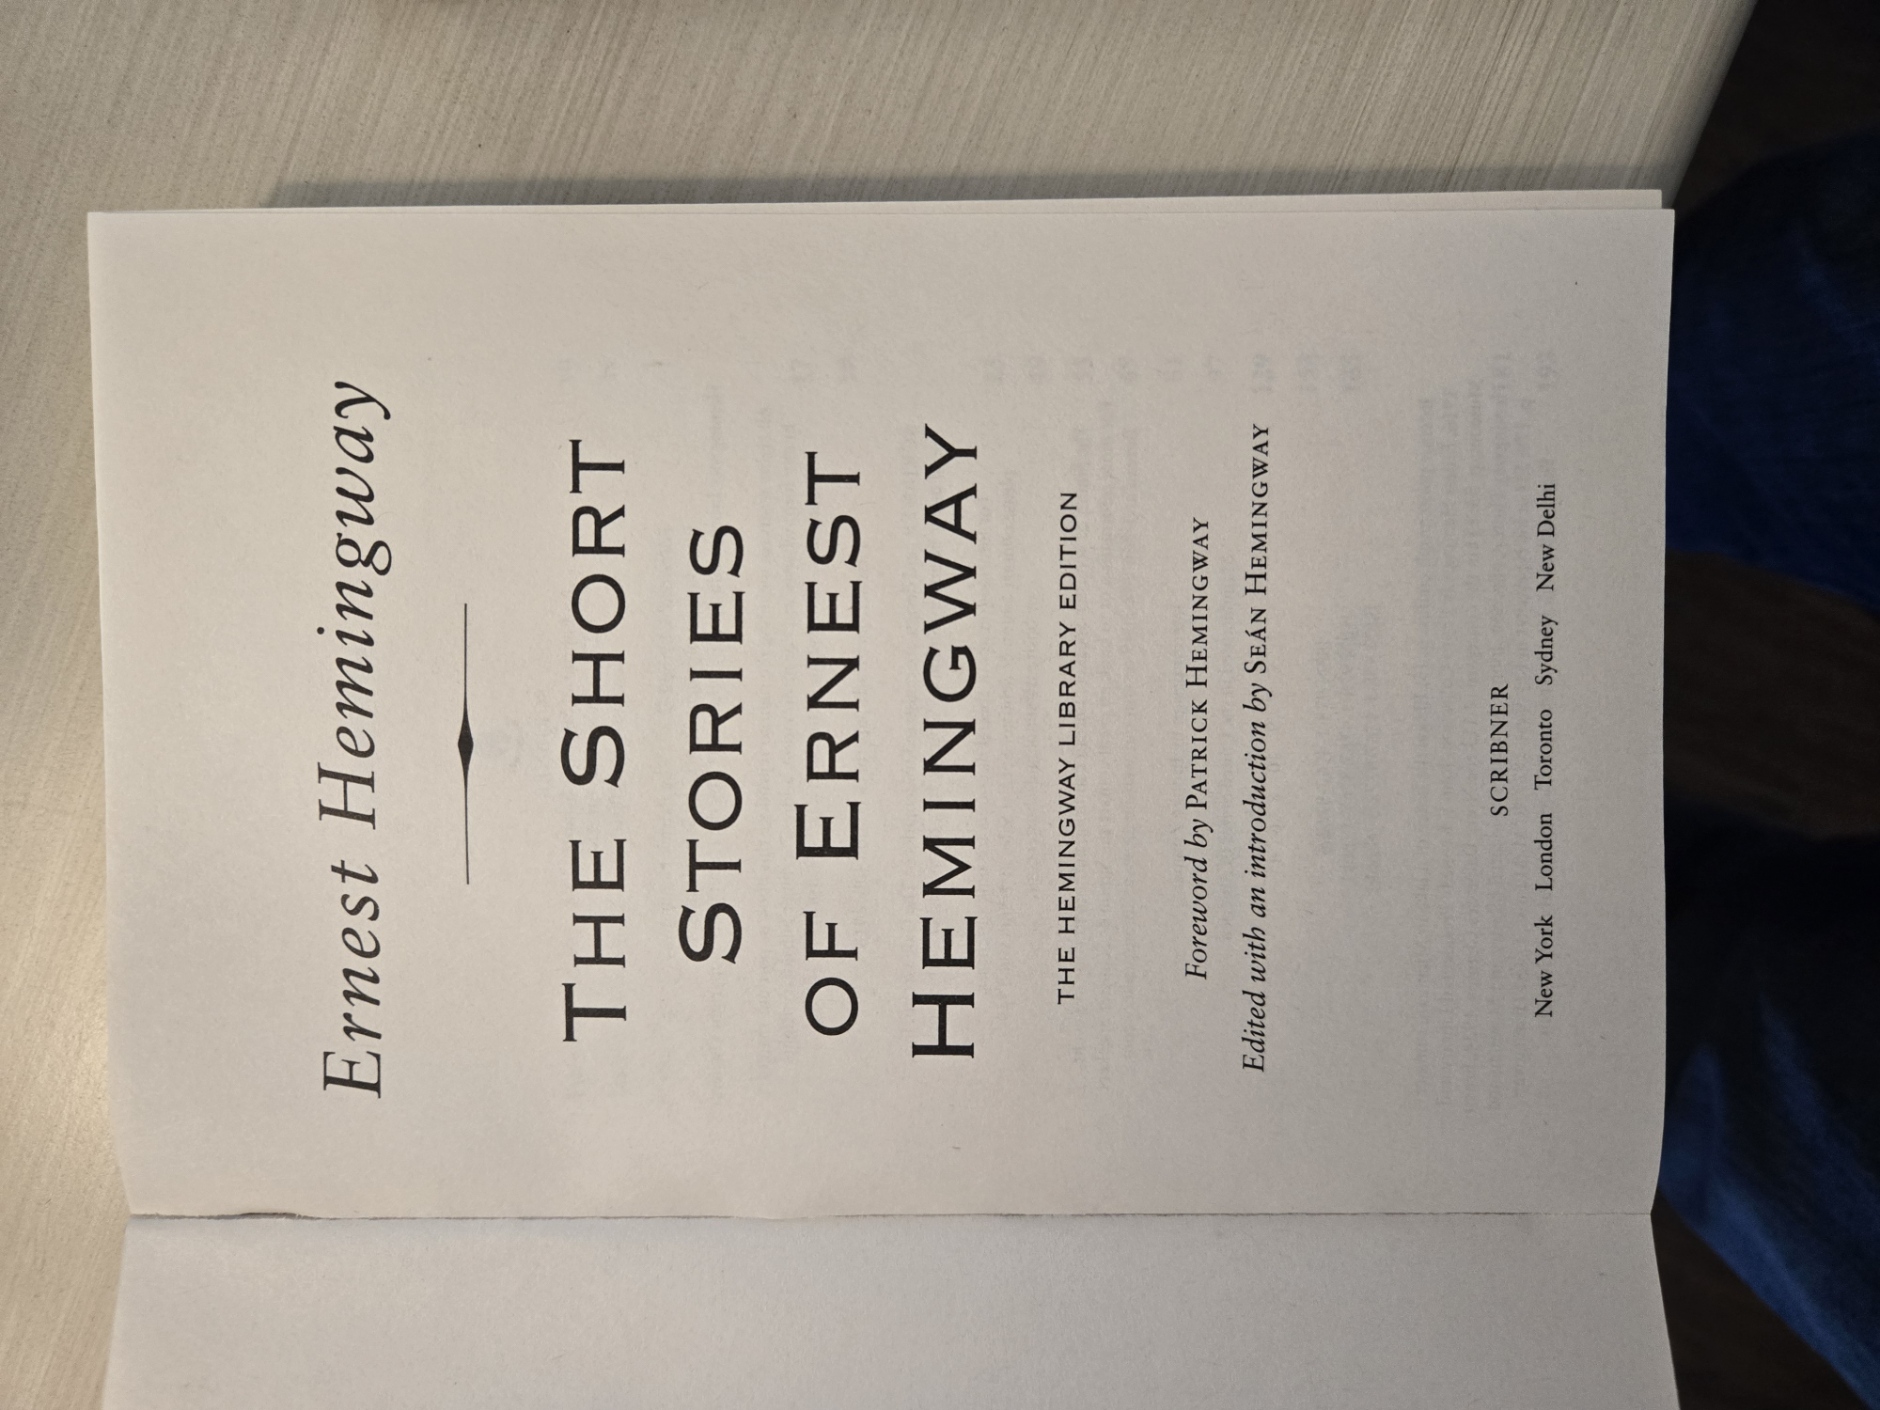 Ernest Hemingway
THE SHORT
STORIES
OF ERNEST
HEMINGWAY
THE HEMINGWAY LIBRARY EDITION
Foreword by PATRICK HEMINGWAY
Edited with an introduction by SEÁN HEMINGWAY
SCRIBNER
New York London Toronto Sydney New Delhi